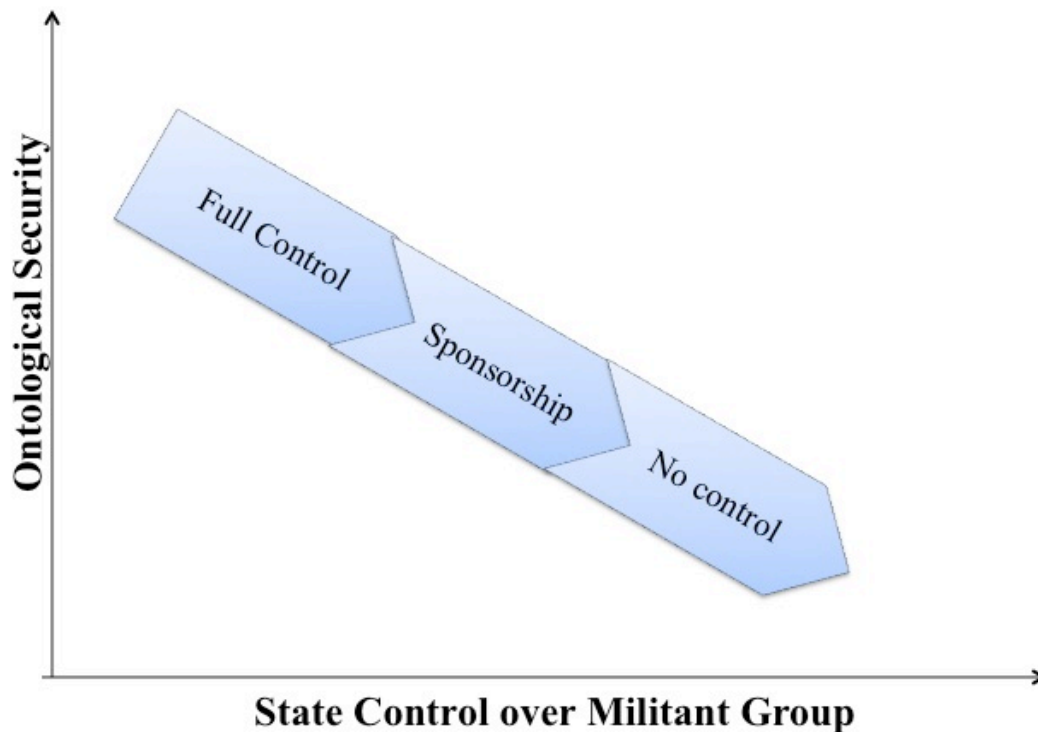 Ontological Security
Full Control
Sponsorship
No control
State Control over Militant Group